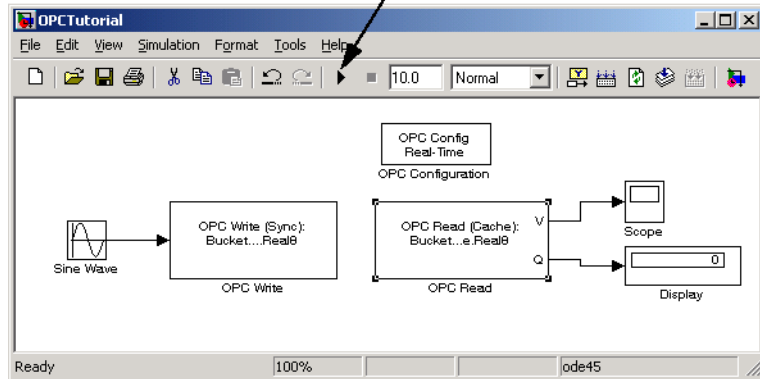 OPCTutorial
File Edit View Simulation Format Tools Help
10.0 Normal
OPC Config
Real-Time
OPC Configuration
OPC Write (Sync):
Bucket....Real8
OPC Write
OPC Read (Cache):
Bucket...e.Real8
V
Q
OPC Read
Sine Wave
Scope
0
Display
Ready 100% ode45